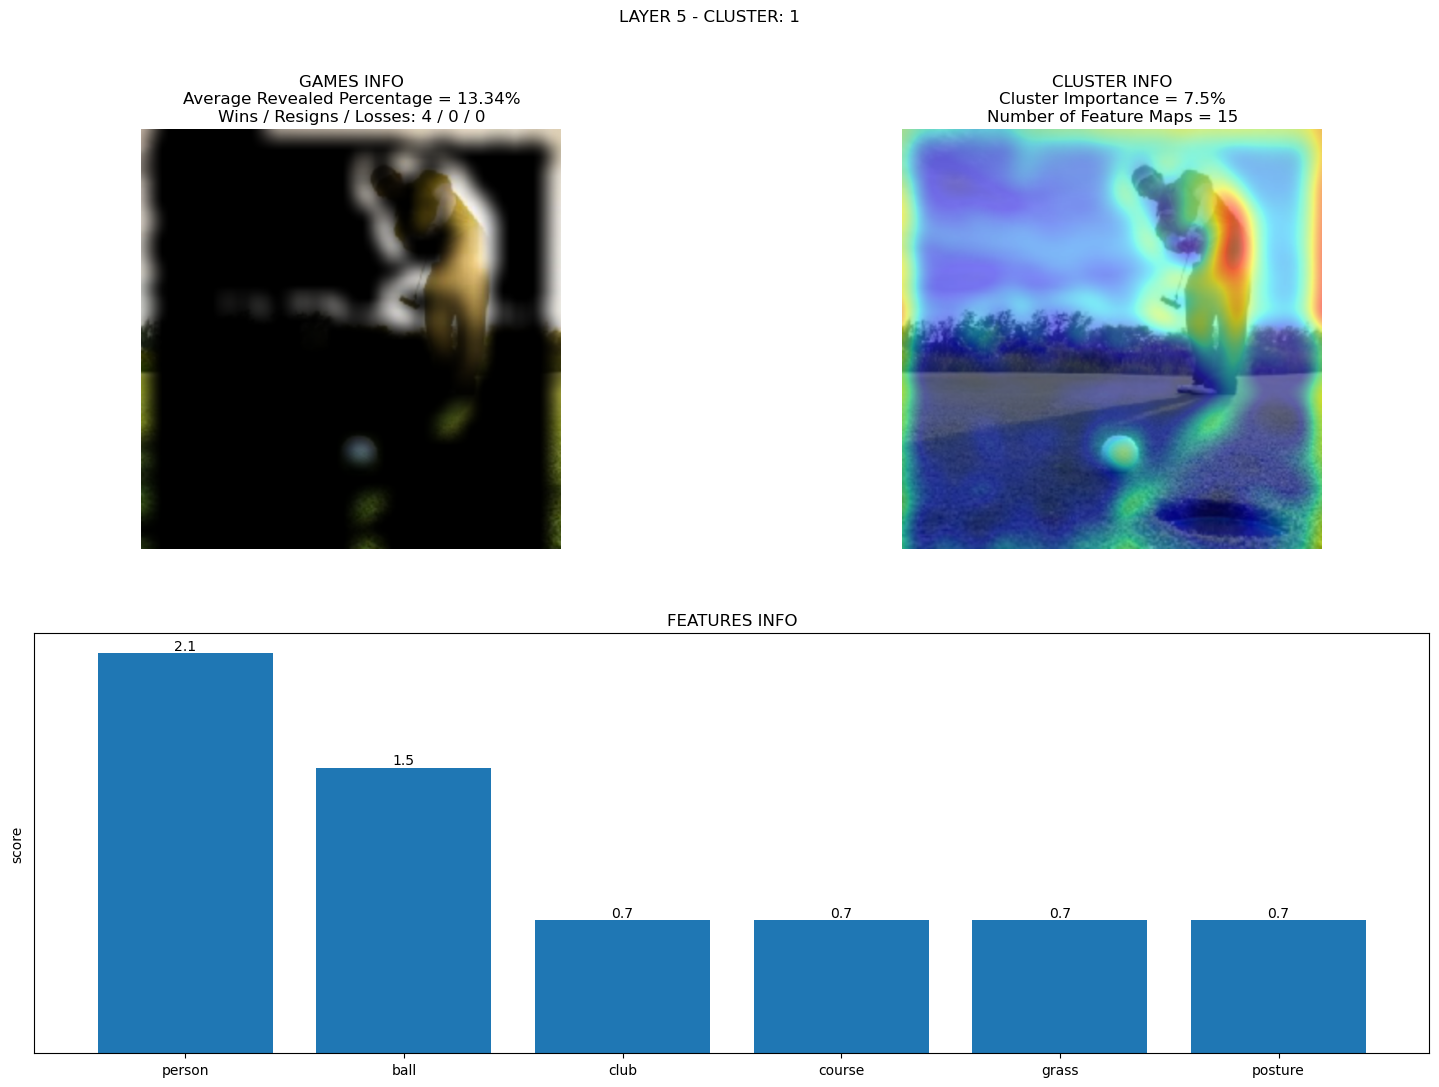 LAYER 5 - CLUSTER: 1
GAMES INFO
Average Revealed Percentage = 13.34%
Wins / Resigns / Losses: 4 / 0 / 0
CLUSTER INFO
Cluster Importance = 7.5%
Number of Feature Maps = 15
FEATURES INFO
score
2.1
1.5
0.7
0.7
0.7
0.7
person
ball
club
course
grass
posture